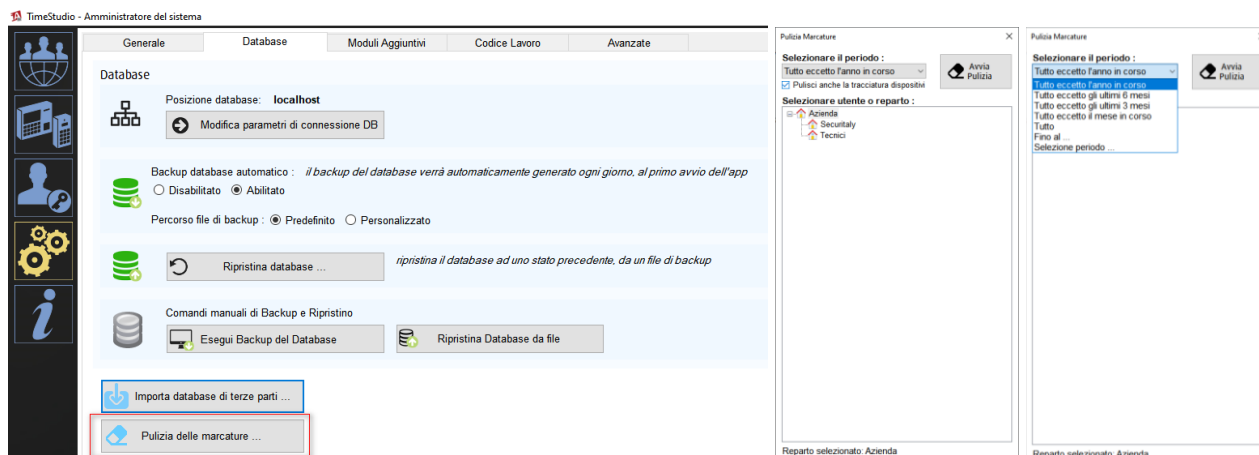 TimeStudio - Amministratore del sistema
Generale
Database
Moduli Aggiuntivi
Codice Lavoro
Avanzate
Database
Posizione database: localhost
Modifica parametri di connessione DB
Backup database automatico : il backup del database verrà automaticamente generato ogni giorno, al primo avvio dell'app
Disabilitato
Abilitato
Percorso file di backup :
Predefinito
Personalizzato
Ripristina database ...
ripristina il database ad uno stato precedente, da un file di backup
Comandi manuali di Backup e Ripristino
Esegui Backup del Database
Ripristina Database da file
Importa database di terze parti ...
Pulizia delle marcature ...
Pulizia Mercature
Selezionare il periodo :
Tutto eccetto l'anno in corso
Avvia
Pulizia
Pulisci anche la tracciatura dispositivi
Selezionare utente o reparto :
Azienda
Securitaly
Tecnici
Reparto selezionato: Azienda
Pulizia Mercature
Selezionare il periodo :
Tutto eccetto l'anno in corso
Avvia
Pulizia
Tutto eccetto l'anno in corso
Tutto eccetto gli ultimi 6 mesi
Tutto eccetto gli ultimi 3 mesi
Tutto eccetto il mese in corso
Tutto
Fino al ...
Selezione periodo ...
Reparto selezionato: Azienda